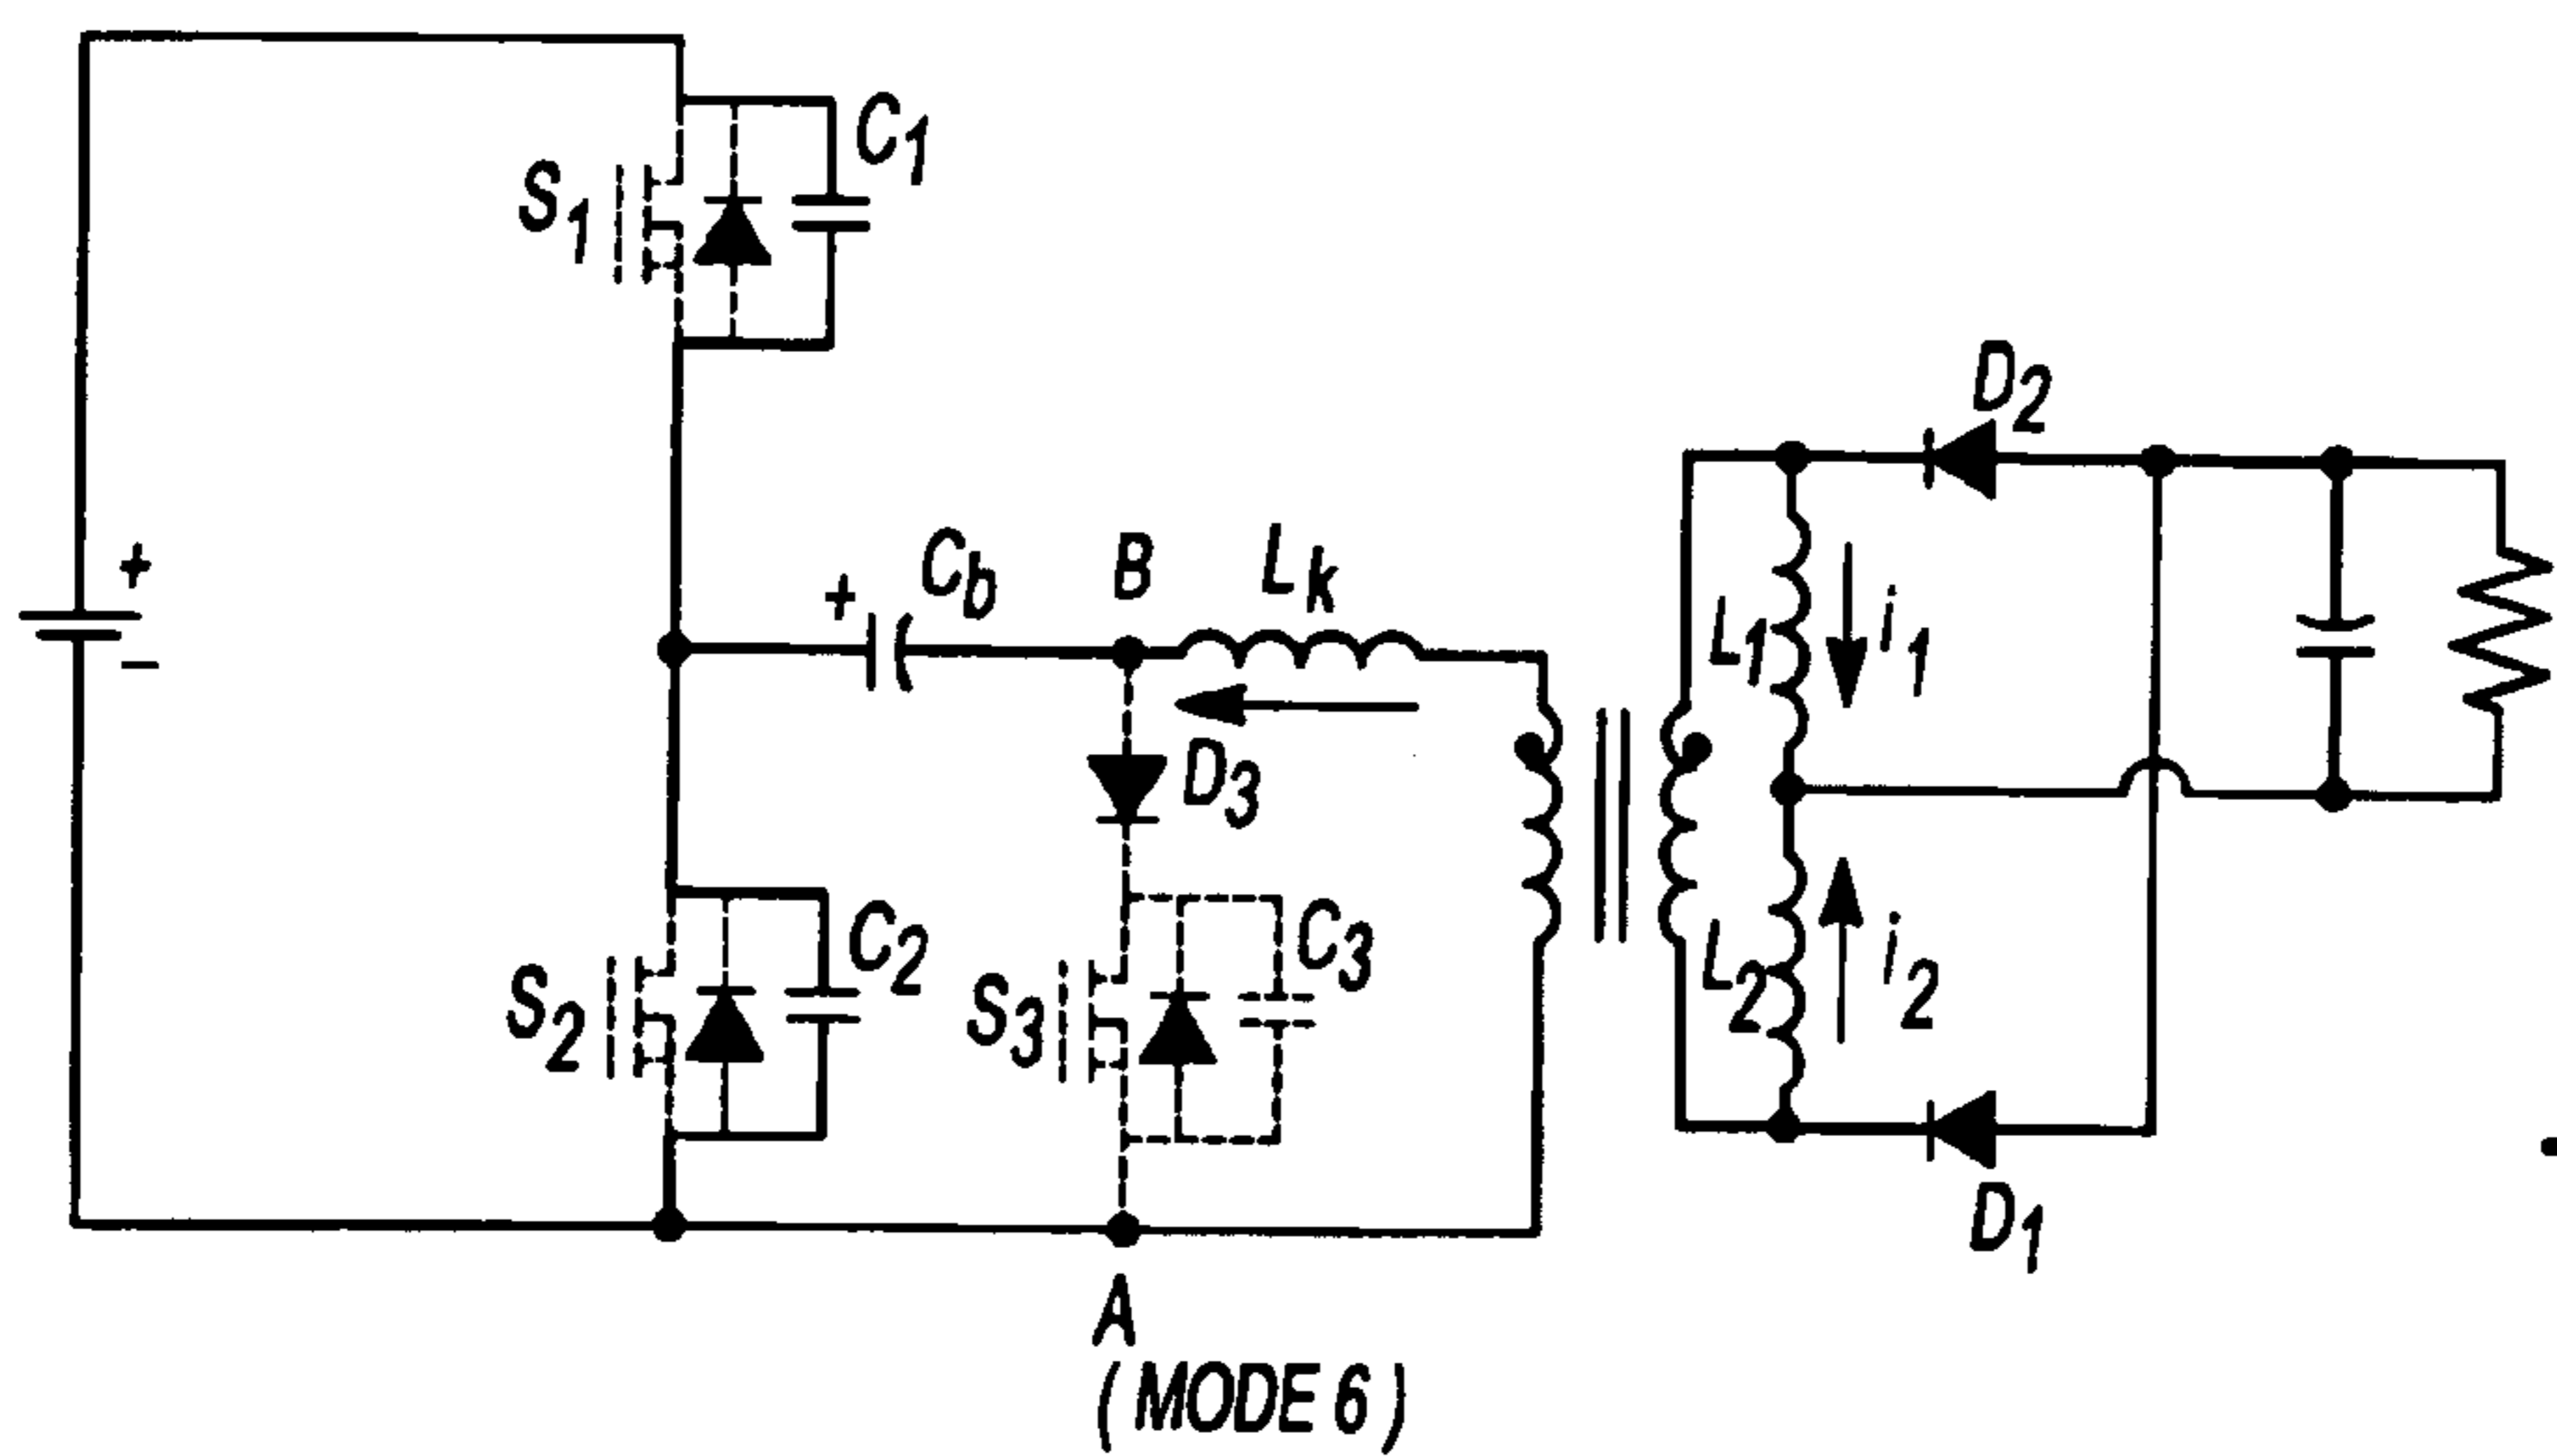 C1
S1
D2
+
Cb
B
Lk
+
L1
i1
−
D3
C2
C3
S2
S3
L2
i2
D1
A
( MODE 6 )